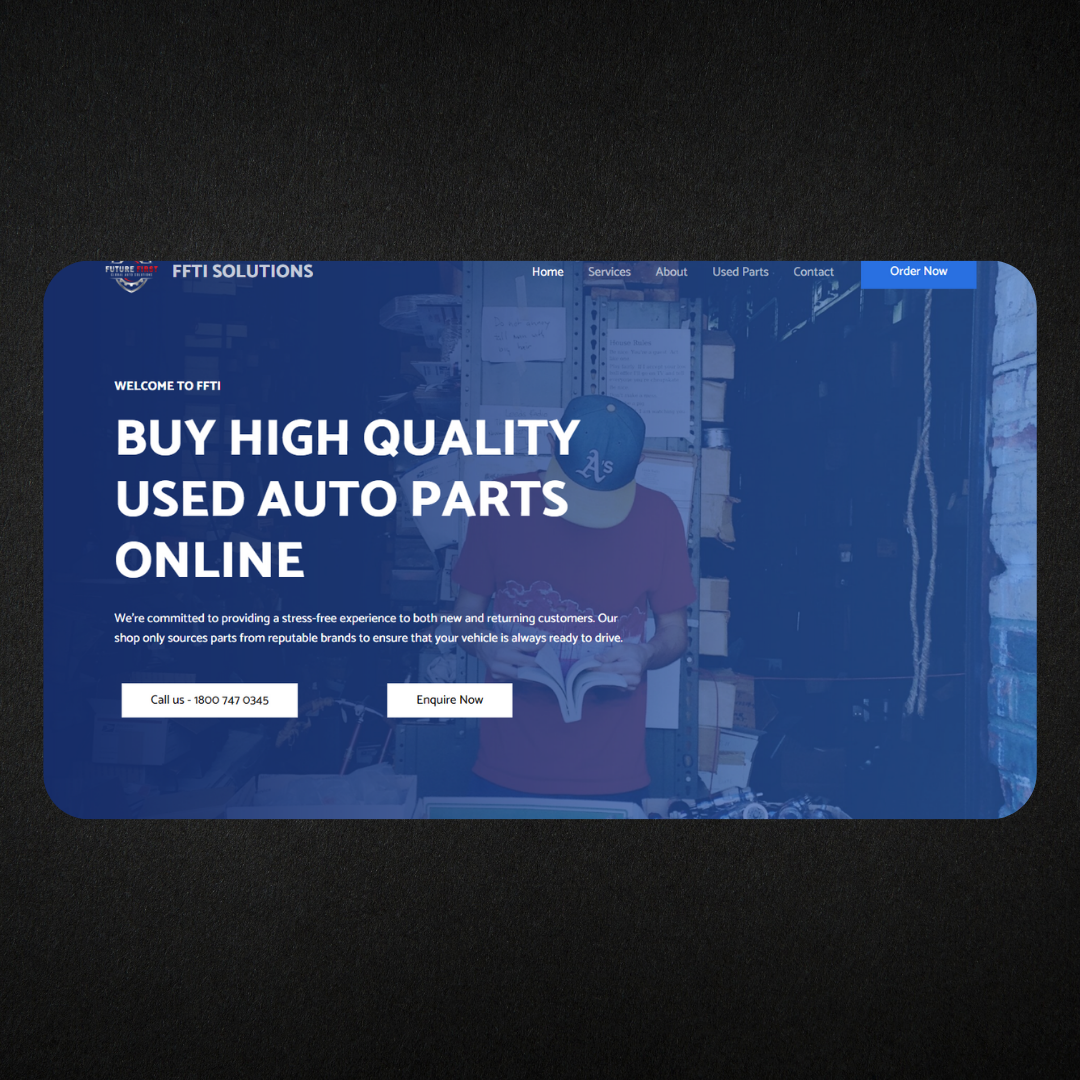 FUTURE FIRST
FFTI SOLUTIONS
Home
Services
About
Used Parts
Contact
Order Now
WELCOME TO FFTI
BUY HIGH QUALITY
USED AUTO PARTS
ONLINE
A's
We're committed to providing a stress-free experience to both new and returning customers. Our
shop only sources parts from reputable brands to ensure that your vehicle is always ready to drive.
Call us - 1800 747 0345
Enquire Now